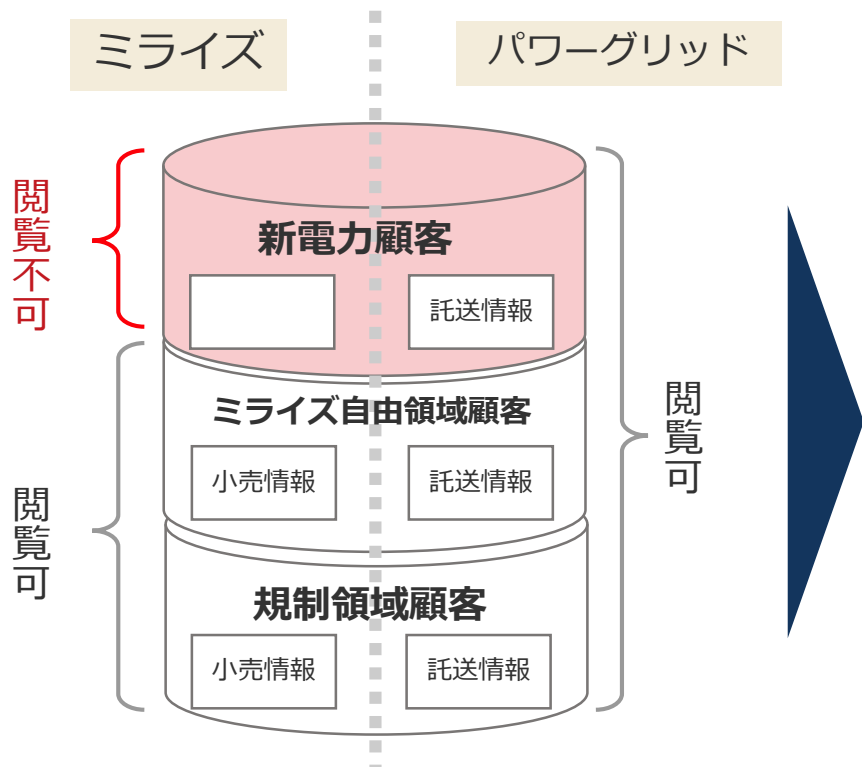 ミライズ
パワーグリッド
閲覧不可
新電力顧客
託送情報
ミライズ自由領域顧客
小売情報
託送情報
閲覧可
閲覧可
規制領域顧客
小売情報
託送情報